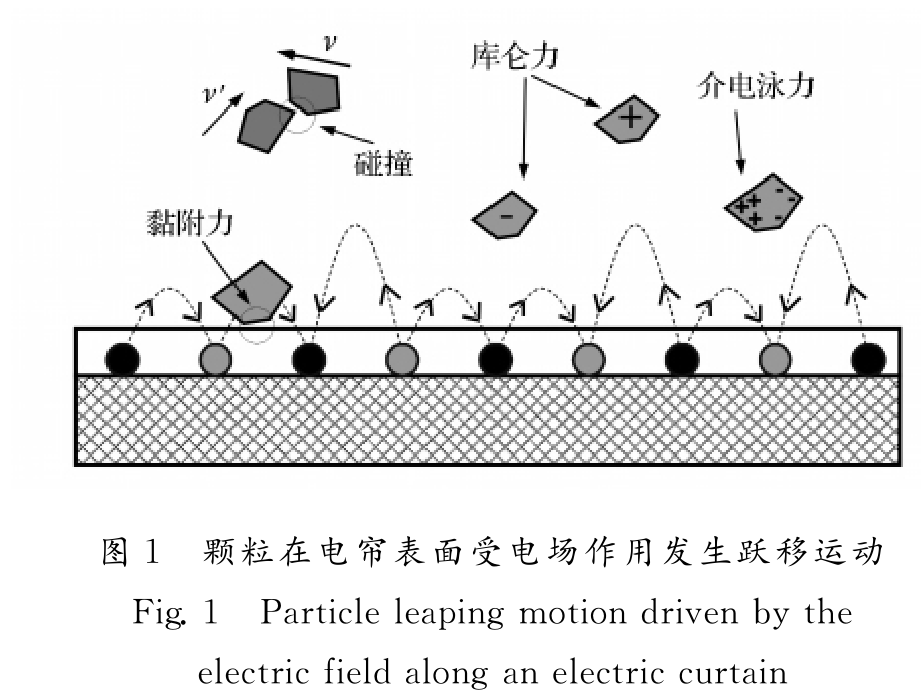 ν
ν′
碰撞
库仑力
+
介电泳力
-
++
+
-
-
-
黏附力
图 1 颗粒在电帘表面受电场作用发生跃移运动
Fig. 1 Particle leaping motion driven by the
electric field along an electric curtain